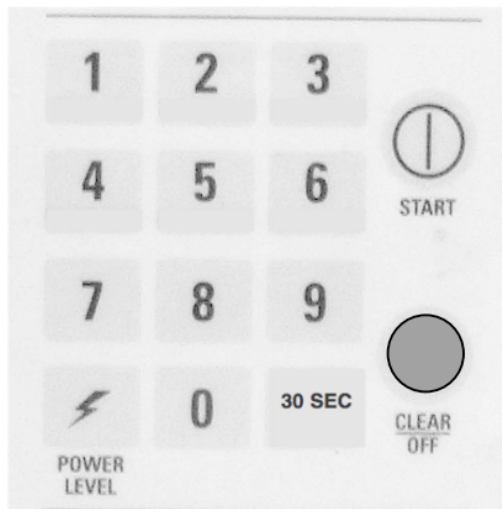 1 2 3
START
4 5 6
7 8 9
0 30 SEC
CLEAR
OFF
POWER
LEVEL